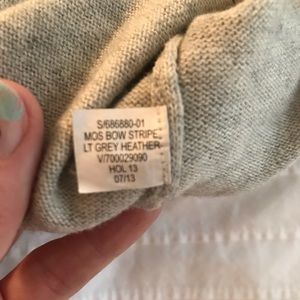 S/686880-01
MOS BOW STRIPE
LT GREY HEATHER
V/700029090
HOL 13
07/13